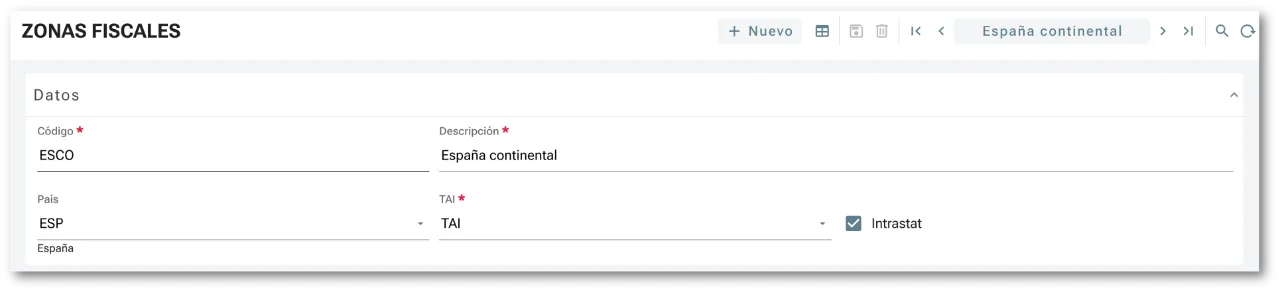 ZONAS FISCALES
+ Nuevo
España continental
Datos
Código *
Descripción *
ESCO
España continental
País
TAI *
ESP
TAI
Intrastat
España